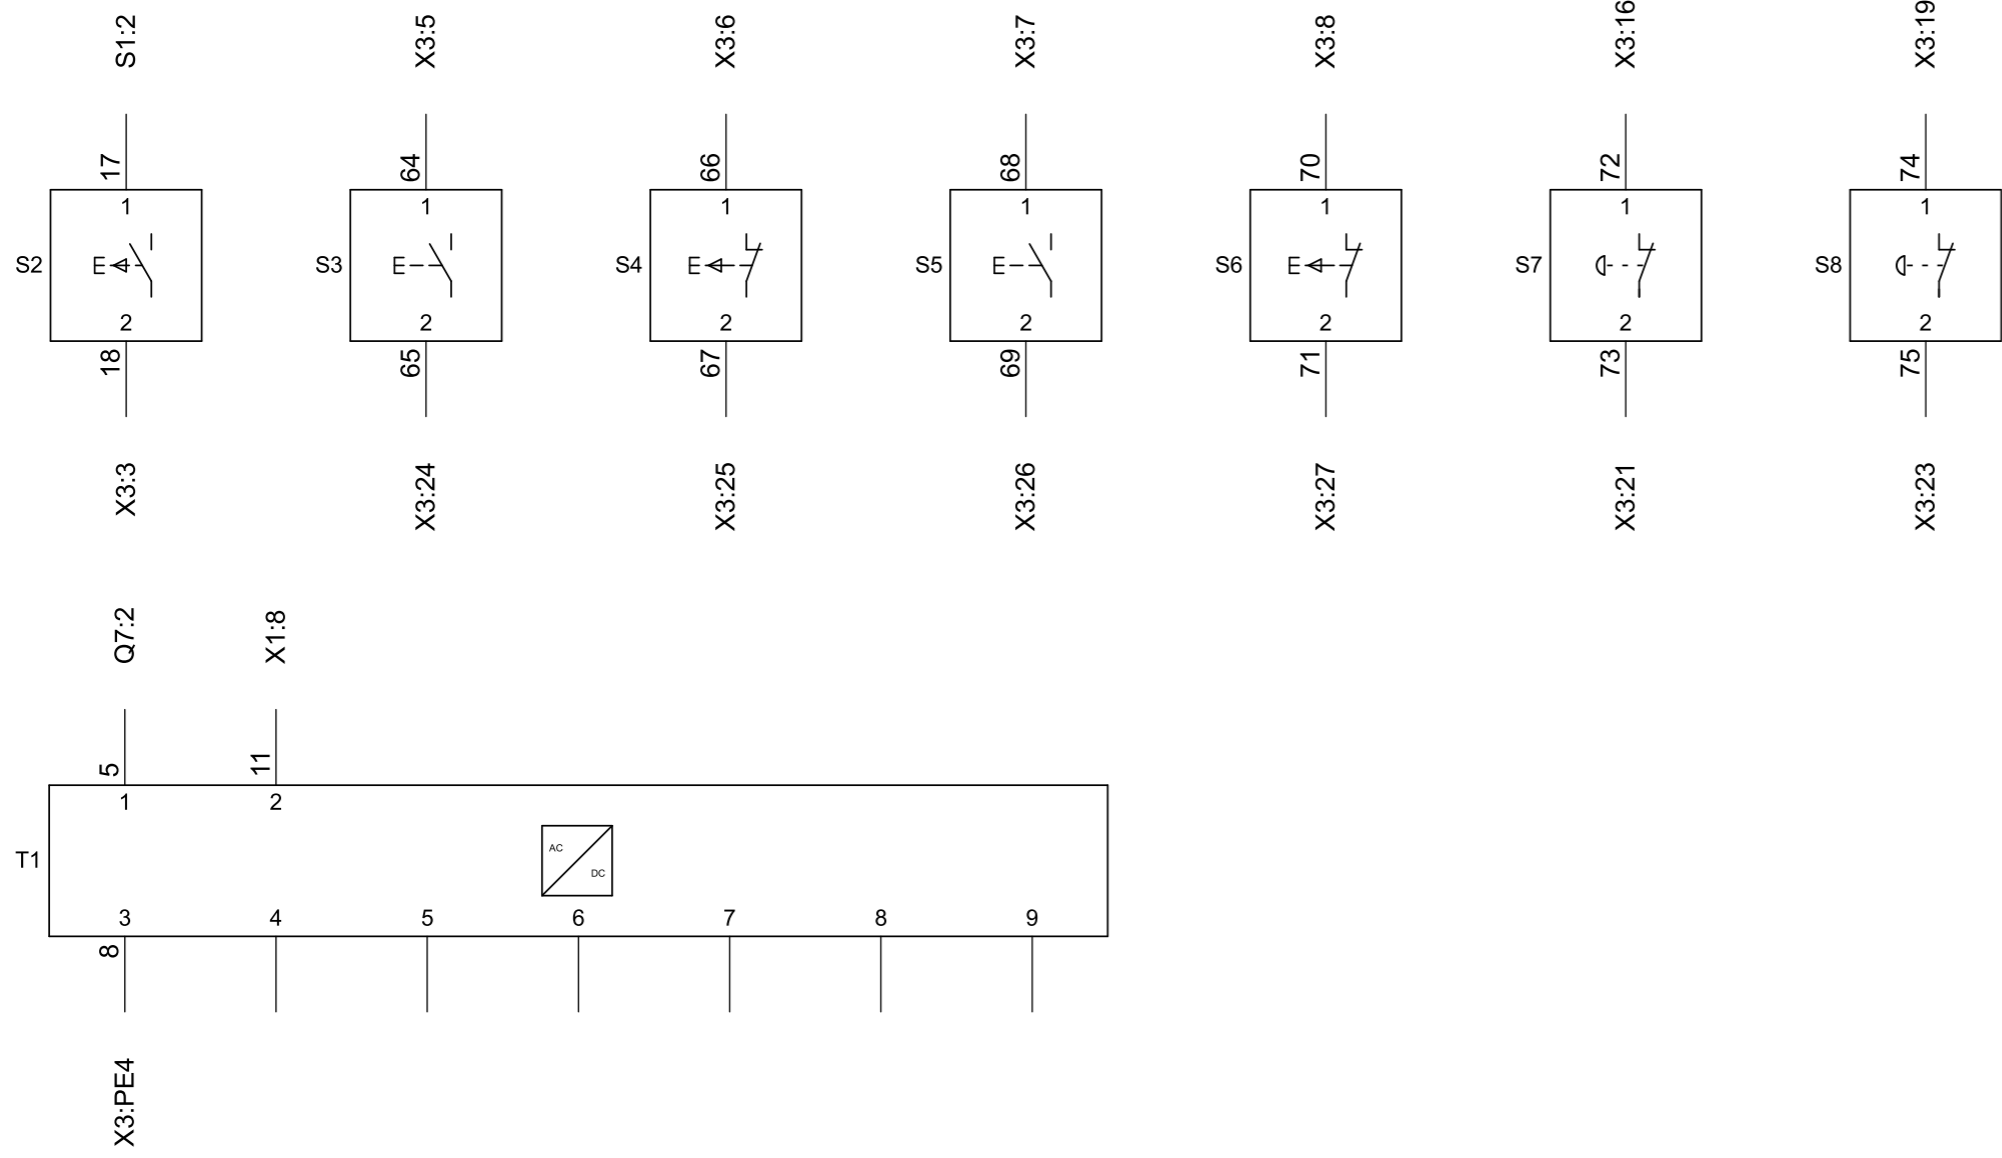 S1:2 X3:5 X3:6 X3:7 X3:8 X3:16 X3:19
17 64 66 68 70 72 74
1 1 1 1 1 1 1
S2 E S3 E S4 E S5 E S6 E S7 S8
2 2 2 2 2 2 2
18 65 67 69 71 73 75
X3:3 X3:24 X3:25 X3:26 X3:27 X3:21 X3:23
Q7:2 X1:8
5 11
1 2
AC
T1
DC
3 4 5 6 7 8 9
8
X3:PE4